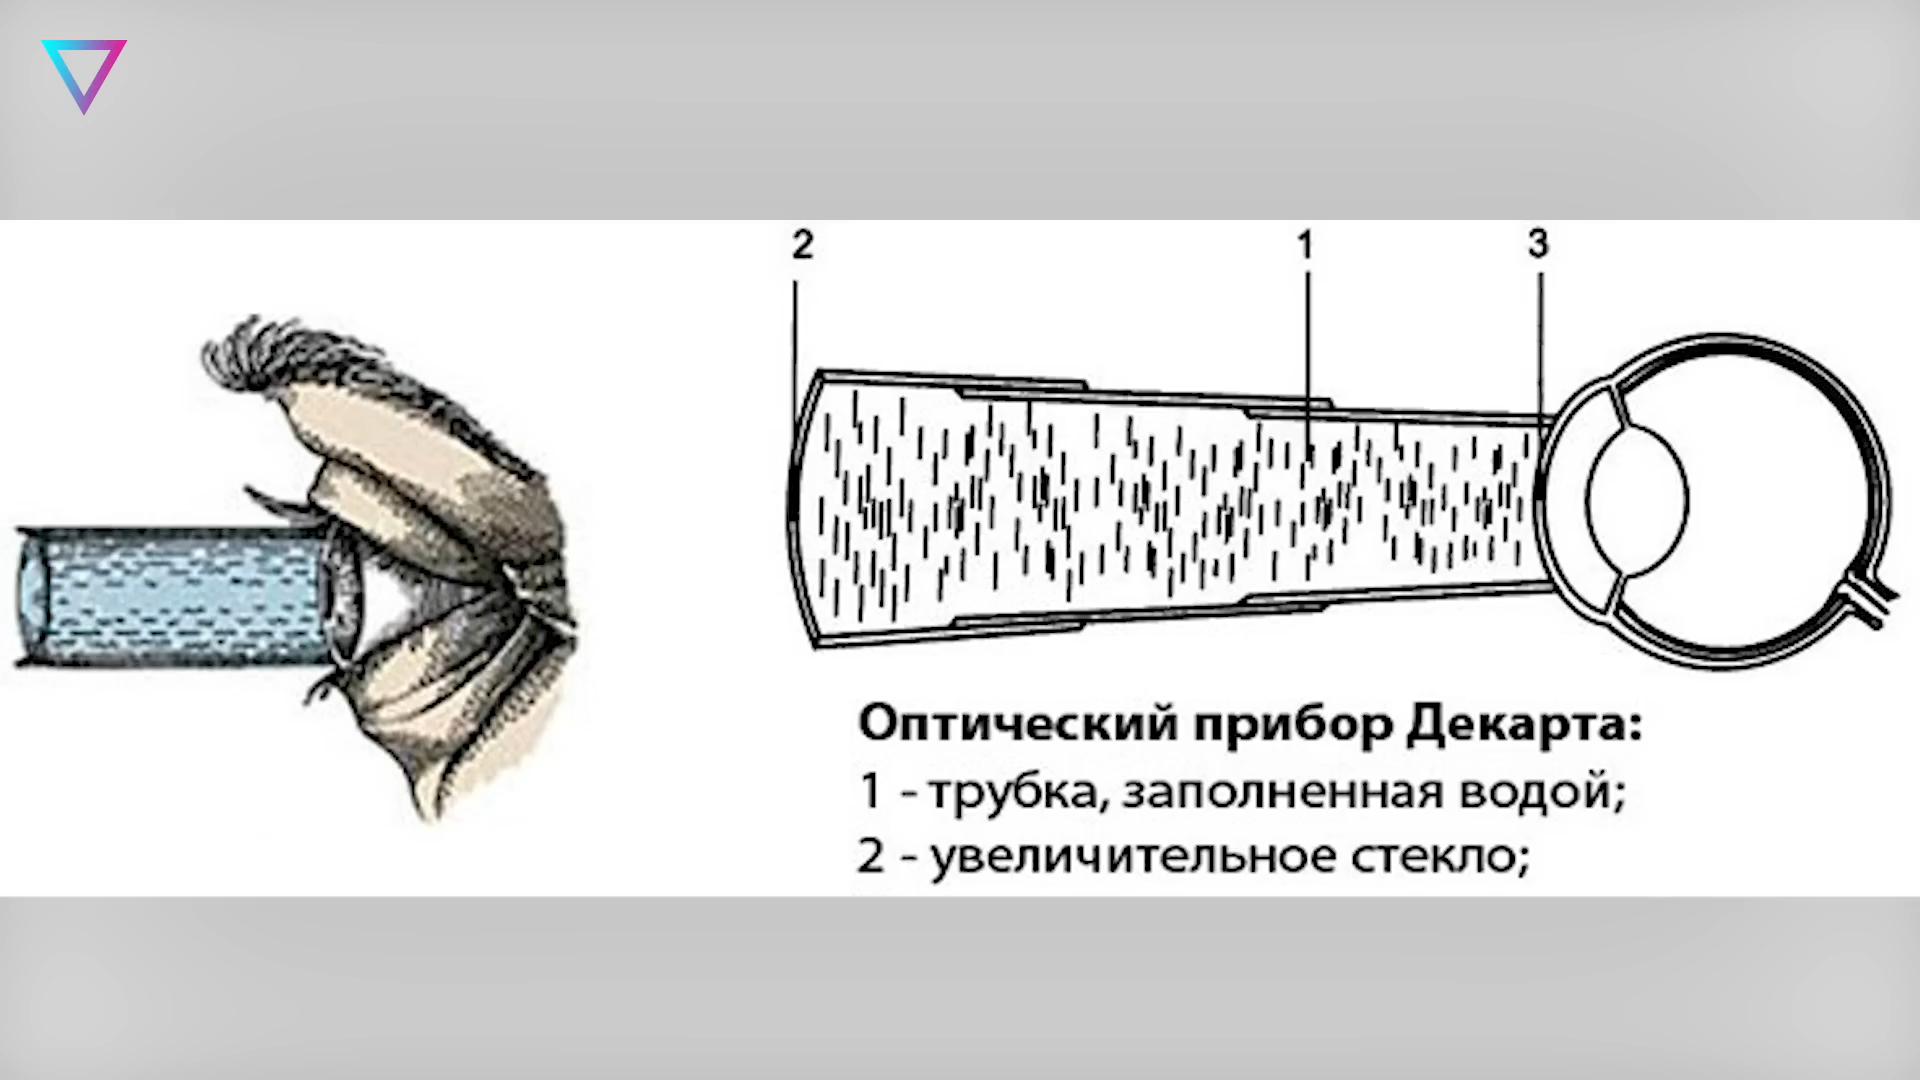 2 1 3
Оптический прибор Декарта:
1 - трубка, заполненная водой;
2 - увеличительное стекло;